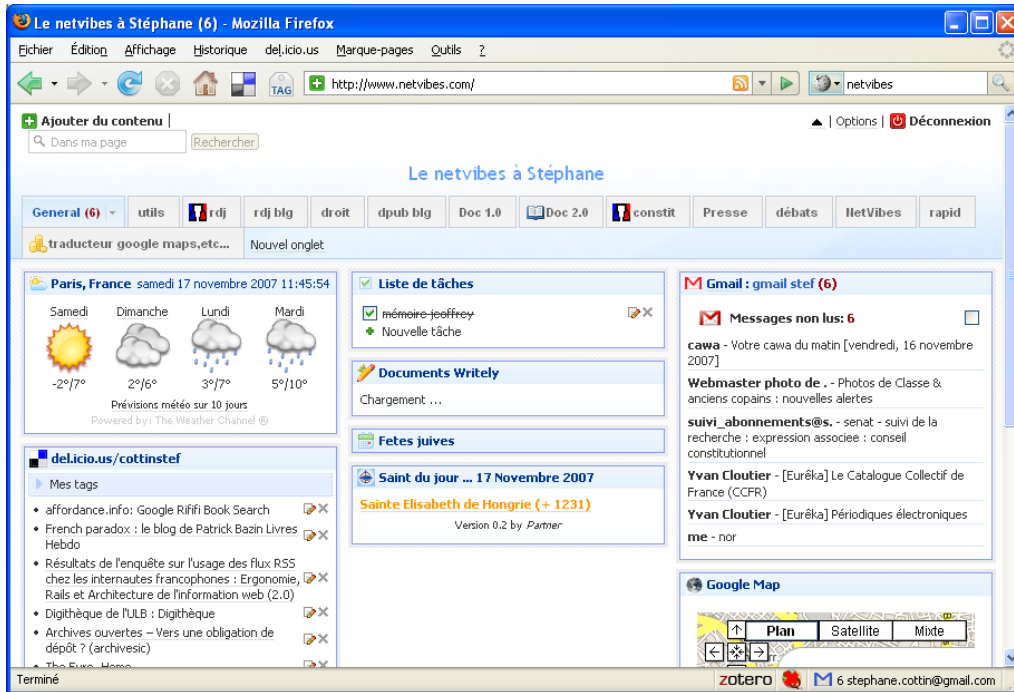 Le netvibes à Stéphane (6) - Mozilla Firefox
Fichier Édition Affichage Historique del.icio.us Marque-pages Outils ?
TAG http://www.netvibes.com/ netvibes
Ajouter du contenu | ▲ | Options | Déconnexion
Dans ma page Rechercher
Le netvibes à Stéphane
General (6) utils rdj rdj blg droit dpub blg Doc 1.0 Doc 2.0 constit Presse débats NetVibes rapid
traducteur google maps,etc... Nouvel onglet
Paris, France samedi 17 novembre 2007 11:45:54
Samedi Dimanche Lundi Mardi
-2°/7° 2°/6° 3°/7° 5°/10°
Prévisions météo sur 10 jours
Powered by: The Weather Channel ®
del.icio.us/cottinstef
Mes tags
• affordance.info: Google Rififi Book Search
• French paradox : le blog de Patrick Bazin Livres
Hebdo
• Résultats de l'enquête sur l'usage des flux RSS
chez les internautes francophones : Ergonomie,
Rails et Architecture de l'information web (2.0)
• Digithèque de l'ULB : Digithèque
• Archives ouvertes – Vers une obligation de
dépôt ? (archivesic)
Liste de tâches
mémoire jeoffrey
Nouvelle tâche
Documents Writely
Chargement ...
Fetes juives
Saint du jour ... 17 Novembre 2007
Sainte Elisabeth de Hongrie (+ 1231)
Version 0.2 by Partner
Gmail : gmail stef (6)
Messages non lus: 6
cawa - Votre cawa du matin [vendredi, 16 novembre
2007]
Webmaster photo de . - Photos de Classe &
anciens copains : nouvelles alertes
suivi_abonnements@s. - senat - suivi de la
recherche : expression associee : conseil
constitutionnel
Yvan Cloutier - [Eurêka] Le Catalogue Collectif de
France (CCFR)
Yvan Cloutier - [Eurêka] Périodiques électroniques
me - nor
Google Map
Plan Satellite Mixte
Terminé zotero 6 stephane.cottin@gmail.com